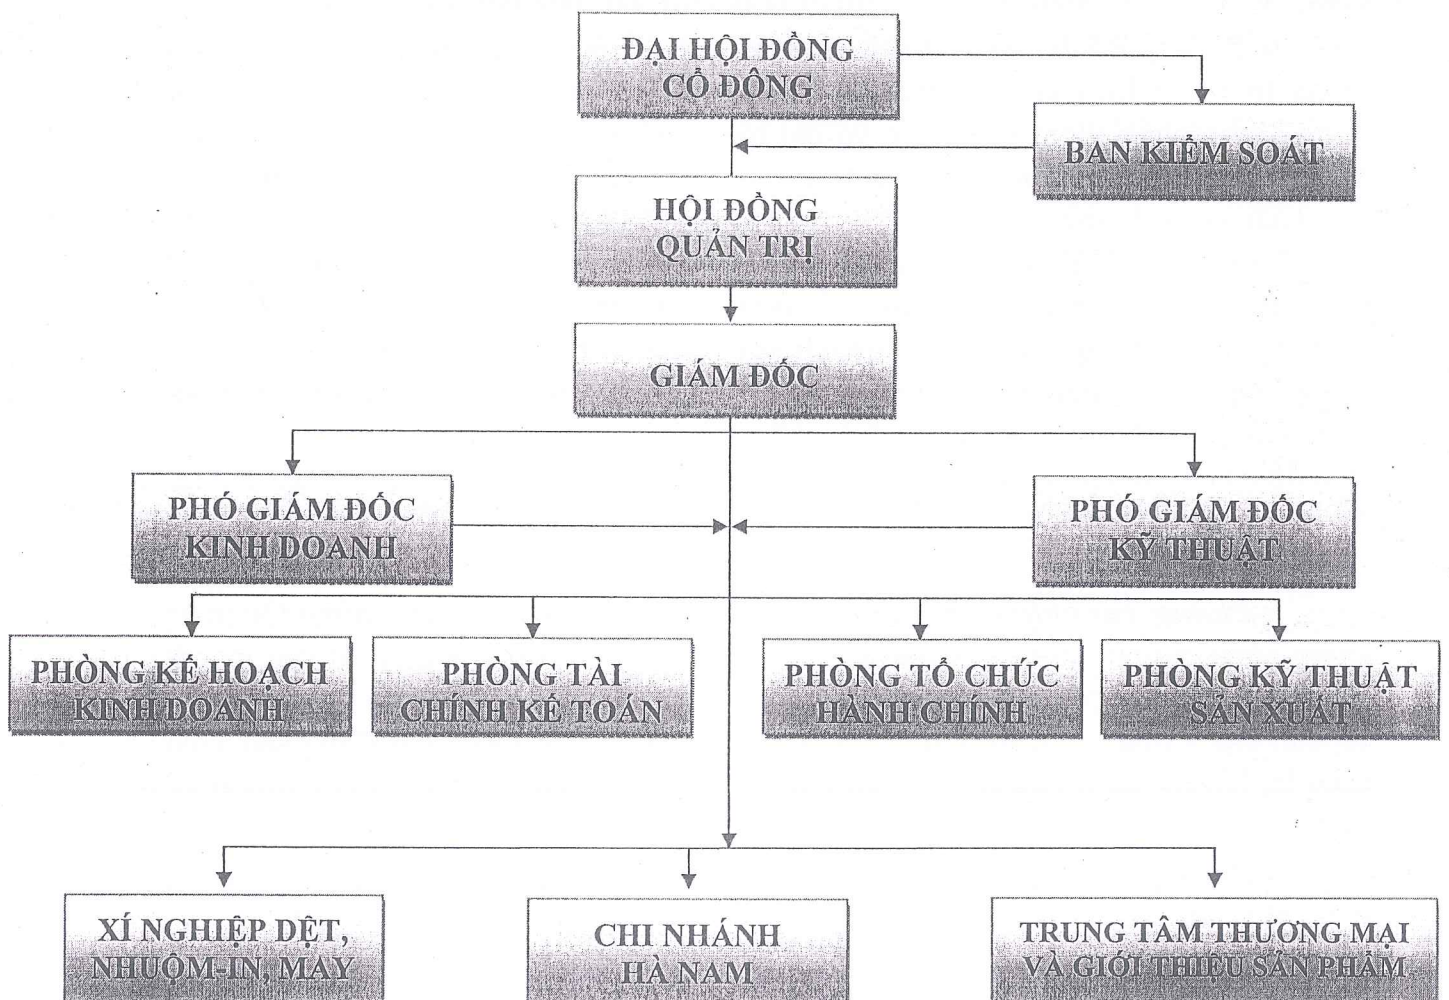 ĐẠI HỘI ĐỒNG
CỔ ĐÔNG
BAN KIỂM SOÁT
HỘI ĐỒNG
QUẢN TRỊ
GIÁM ĐỐC
PHÓ GIÁM ĐỐC
KINH DOANH
PHÓ GIÁM ĐỐC
KỸ THUẬT
PHÒNG KẾ HOẠCH
KINH DOANH
PHÒNG TÀI
CHÍNH KẾ TOÁN
PHÒNG TỔ CHỨC
HÀNH CHÍNH
PHÒNG KỸ THUẬT
SẢN XUẤT
XÍ NGHIỆP DỆT,
NHUỘM-IN, MAY
CHI NHÁNH
HÀ NAM
TRUNG TÂM THƯƠNG MẠI
VÀ GIỚI THIỆU SẢN PHẨM